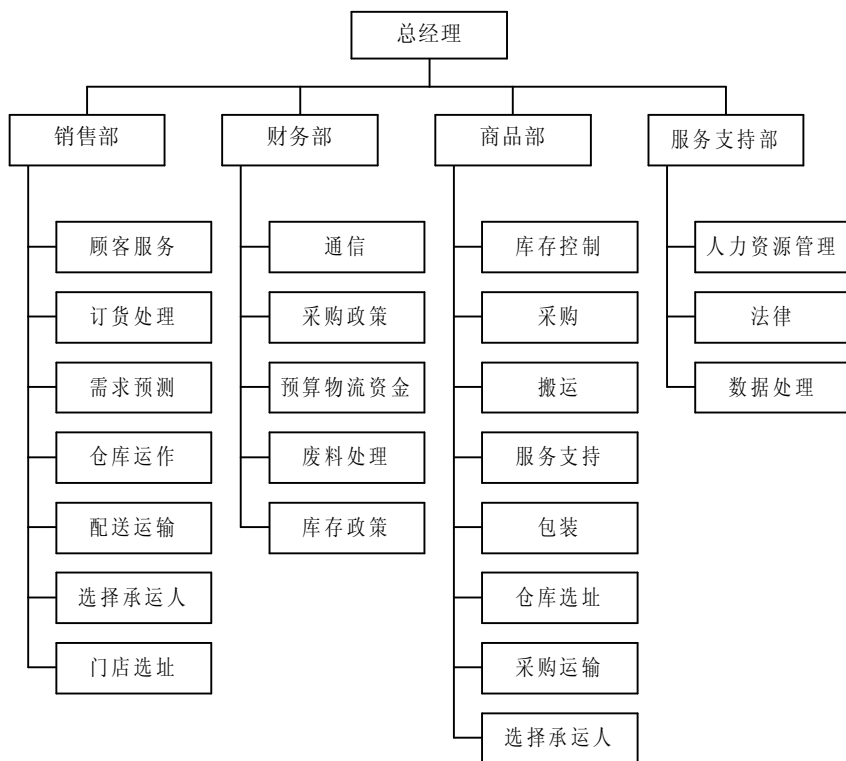 总经理
销售部
财务部
商品部
服务支持部
顾客服务
订货处理
需求预测
仓库运作
配送运输
选择承运人
门店选址
通信
采购政策
预算物流资金
废料处理
库存政策
库存控制
采购
搬运
服务支持
包装
仓库选址
采购运输
选择承运人
人力资源管理
法律
数据处理